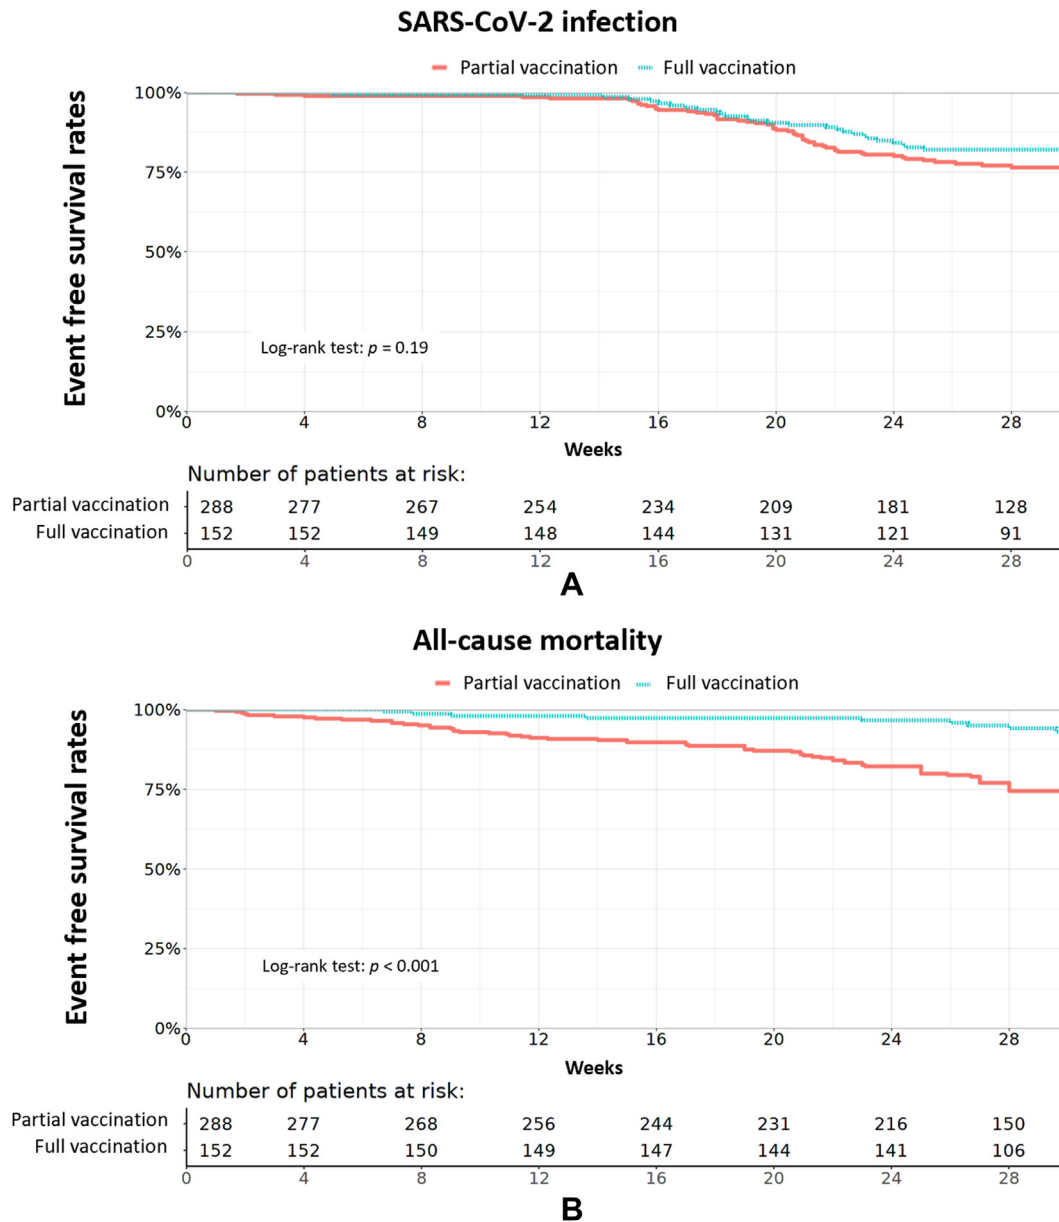 SARS-CoV-2 infection
Partial vaccination Full vaccination
Event free survival rates
100%
75%
50%
25%
0%
Log-rank test: p = 0.19
0 4 8 12 16 20 24 28
Weeks
Number of patients at risk:
Partial vaccination 288 277 267 254 234 209 181 128
Full vaccination 152 152 149 148 144 131 121 91
0 4 8 12 16 20 24 28
A
All-cause mortality
Partial vaccination Full vaccination
Event free survival rates
100%
75%
50%
25%
0%
Log-rank test: p < 0.001
0 4 8 12 16 20 24 28
Weeks
Number of patients at risk:
Partial vaccination 288 277 268 256 244 231 216 150
Full vaccination 152 152 150 149 147 144 141 106
0 4 8 12 16 20 24 28
B